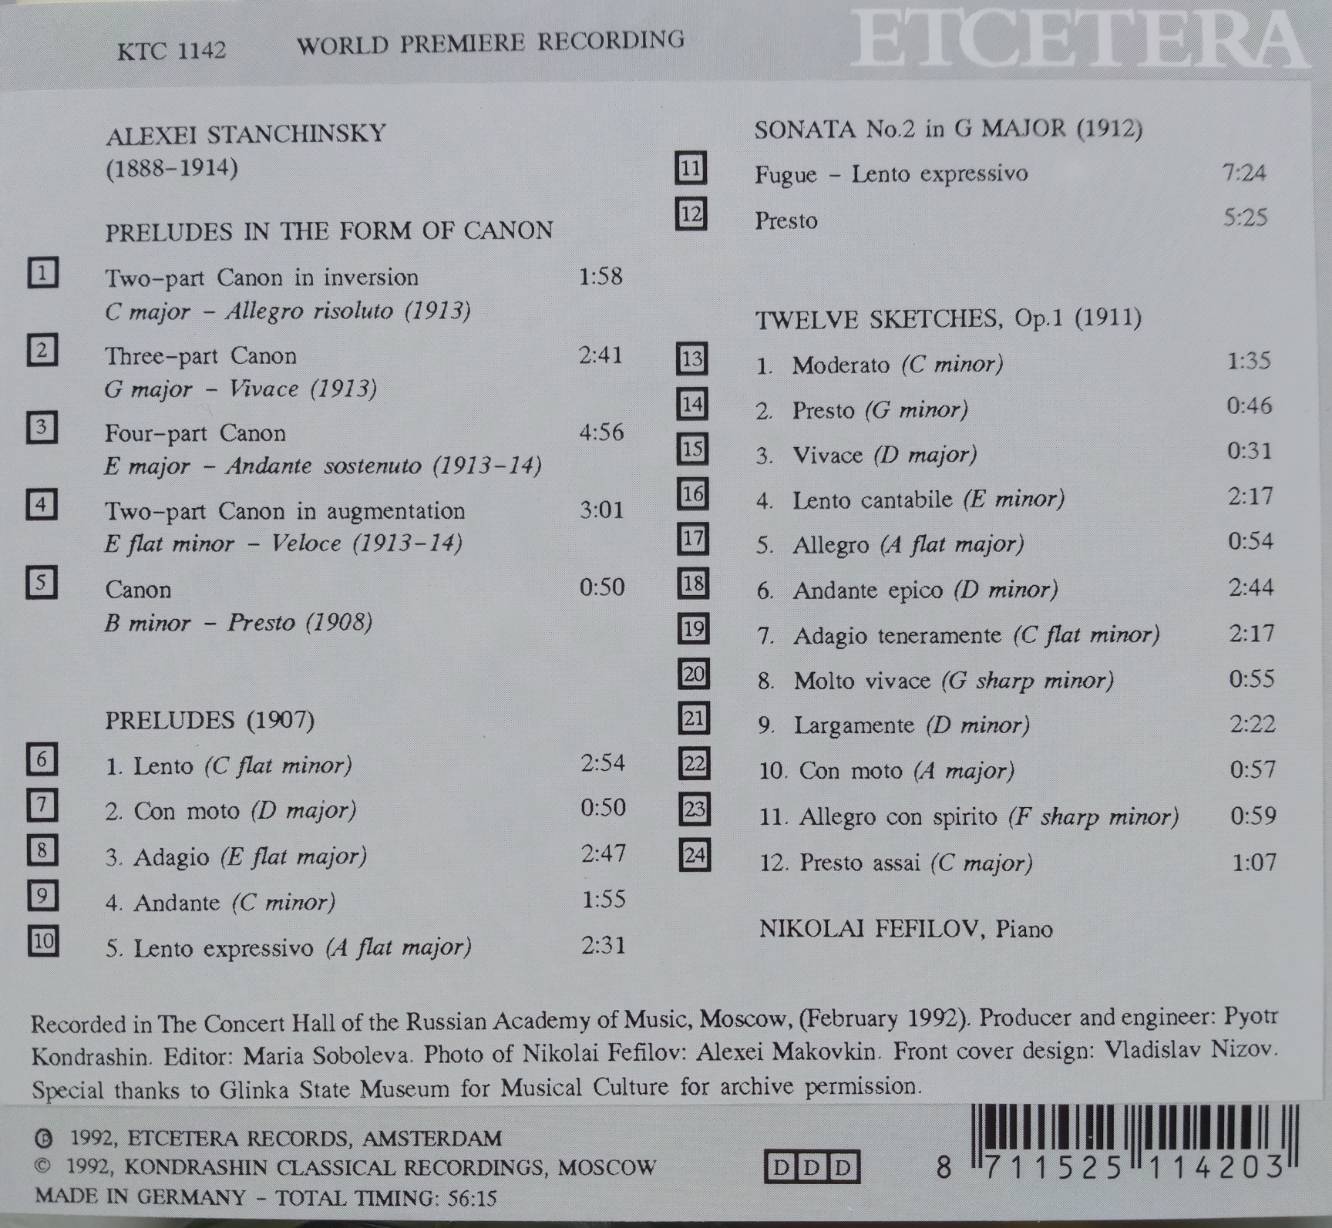 KTC 1142 WORLD PREMIERE RECORDING ETCETERA
ALEXEI STANCHINSKY
(1888-1914)
PRELUDES IN THE FORM OF CANON
1 Two-part Canon in inversion 1:58
C major - Allegro risoluto (1913)
2 Three-part Canon 2:41
G major - Vivace (1913)
3 Four-part Canon 4:56
E major - Andante sostenuto (1913-14)
4 Two-part Canon in augmentation 3:01
E flat minor - Veloce (1913-14)
5 Canon 0:50
B minor - Presto (1908)
PRELUDES (1907)
6 1. Lento (C flat minor) 2:54
7 2. Con moto (D major) 0:50
8 3. Adagio (E flat major) 2:47
9 4. Andante (C minor) 1:55
10 5. Lento expressivo (A flat major) 2:31
SONATA No.2 in G MAJOR (1912)
11 Fugue - Lento expressivo 7:24
12 Presto 5:25
TWELVE SKETCHES, Op.1 (1911)
13 1. Moderato (C minor) 1:35
14 2. Presto (G minor) 0:46
15 3. Vivace (D major) 0:31
16 4. Lento cantabile (E minor) 2:17
17 5. Allegro (A flat major) 0:54
18 6. Andante epico (D minor) 2:44
19 7. Adagio teneramente (C flat minor) 2:17
20 8. Molto vivace (G sharp minor) 0:55
21 9. Largamente (D minor) 2:22
22 10. Con moto (A major) 0:57
23 11. Allegro con spirito (F sharp minor) 0:59
24 12. Presto assai (C major) 1:07
NIKOLAI FEFILOV, Piano
Recorded in The Concert Hall of the Russian Academy of Music, Moscow, (February 1992). Producer and engineer: Pyotr
Kondrashin. Editor: Maria Soboleva. Photo of Nikolai Fefilov: Alexei Makovkin. Front cover design: Vladislav Nizov.
Special thanks to Glinka State Museum for Musical Culture for archive permission.
℗ 1992, ETCETERA RECORDS, AMSTERDAM
© 1992, KONDRASHIN CLASSICAL RECORDINGS, MOSCOW
MADE IN GERMANY - TOTAL TIMING: 56:15
DDD
8 711525 114203